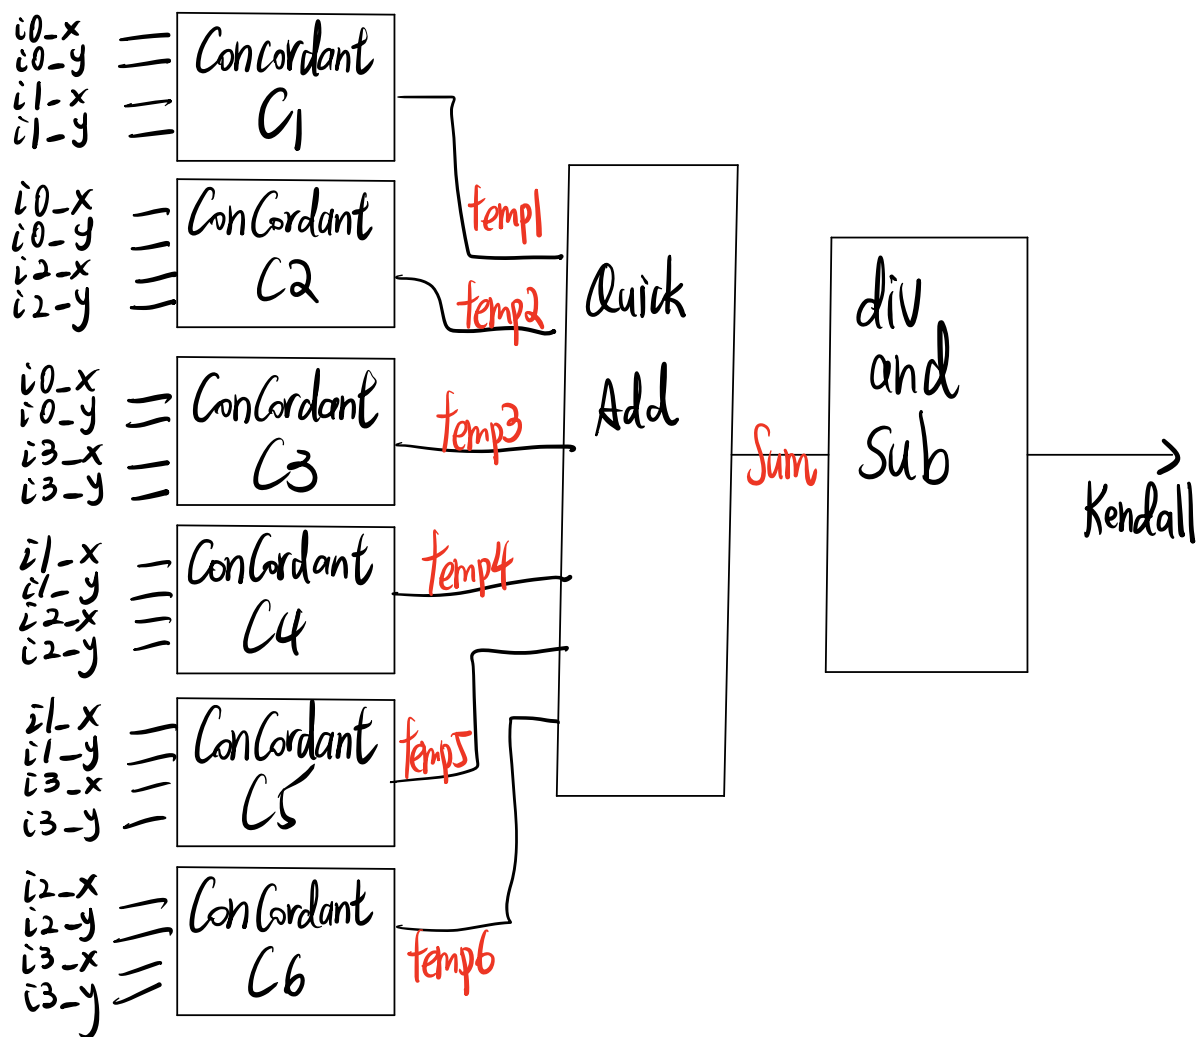 i0_x
i0_y
i1_x
i1_y
Concordant
C1
temp1
i0_x
i0_y
i2_x
i2_y
ConCordant
C2
temp2
Quick
Add
div
and
Sub
i0_x
i0_y
i3_x
i3_y
ConCordant
C3
temp3
Sum
Kendall
i1_x
i1_y
i2_x
i2_y
ConCordant
C4
temp4
i1_x
i1_y
i3_x
i3_y
ConCordant
C5
temp5
i2_x
i2_y
i3_x
i3_y
ConCordant
C6
temp6